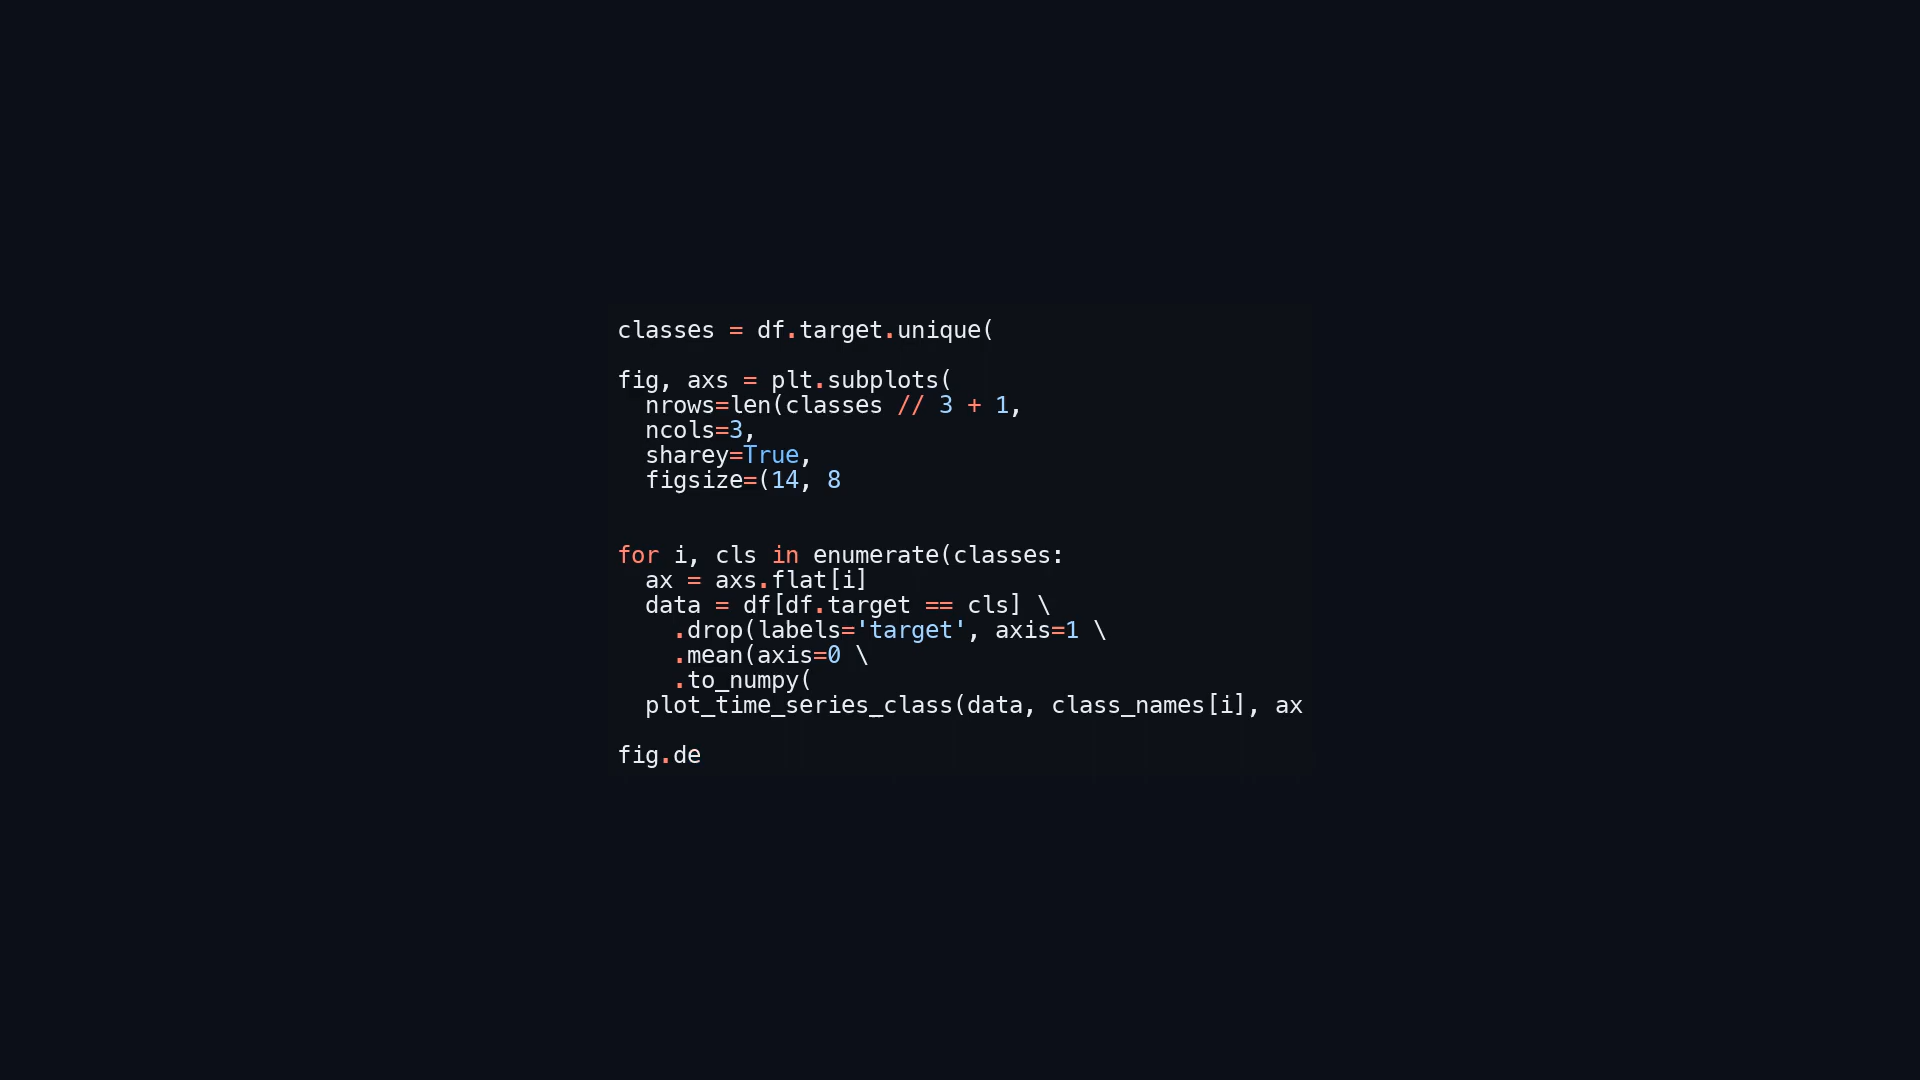 classes = df.target.unique(
fig, axs = plt.subplots(
nrows=len(classes // 3 + 1,
ncols=3,
sharey=True,
figsize=(14, 8
for i, cls in enumerate(classes:
ax = axs.flat[i]
data = df[df.target == cls] \
.drop(labels='target', axis=1 \
.mean(axis=0 \
.to_numpy(
plot_time_series_class(data, class_names[i], ax
fig.de